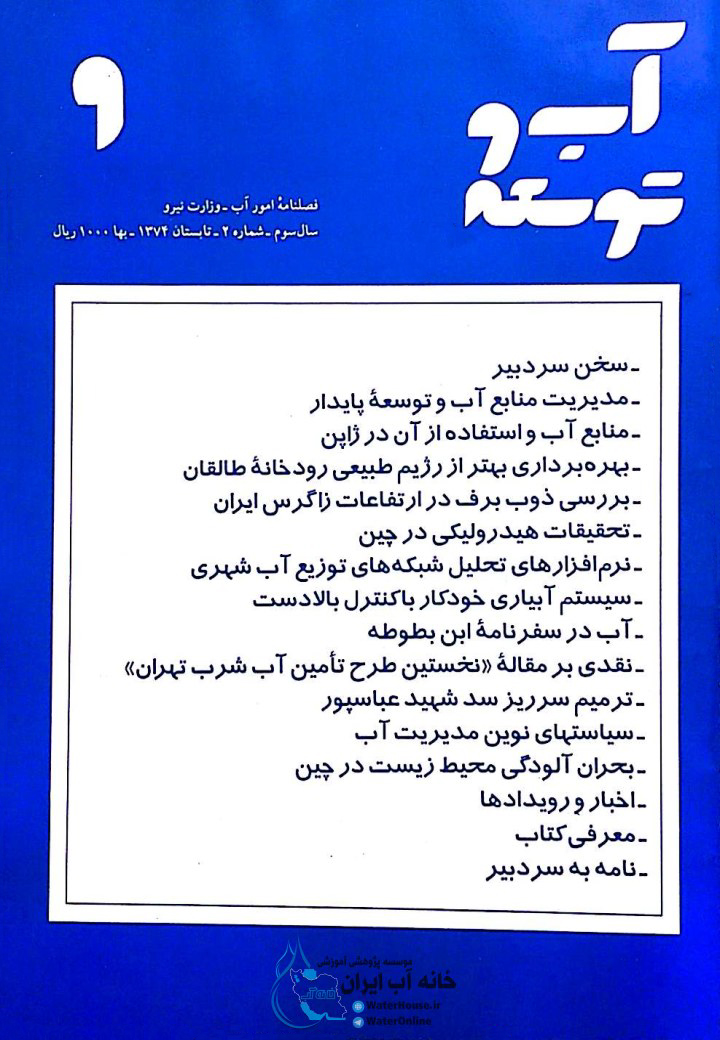 آب و
توسعه
۹
فصلنامهٔ امور آب ـ وزارت نیرو
سال سوم ـ شماره ۲ ـ تابستان ۱۳۷۴ ـ بها ۱۰۰۰ ریال
ـ سخن سردبیر
ـ مدیریت منابع آب و توسعهٔ پایدار
ـ منابع آب و استفاده از آن در ژاپن
ـ بهره‌برداری بهتر از رژیم طبیعی رودخانهٔ طالقان
ـ بررسی ذوب برف در ارتفاعات زاگرس ایران
ـ تحقیقات هیدرولیکی در چین
ـ نرم‌افزارهای تحلیل شبکه‌های توزیع آب شهری
ـ سیستم آبیاری خودکار با کنترل بالادست
ـ آب در سفرنامهٔ ابن بطوطه
ـ نقدی بر مقالهٔ «نخستین طرح تأمین آب شرب تهران»
ـ ترمیم سرریز سد شهید عباسپور
ـ سیاستهای نوین مدیریت آب
ـ بحران آلودگی محیط زیست در چین
ـ اخبار و رویدادها
ـ معرفی کتاب
ـ نامه به سردبیر
موسسه پژوهشی آموزشی
خانه آب ایران
WaterHouse.ir
WaterOnline